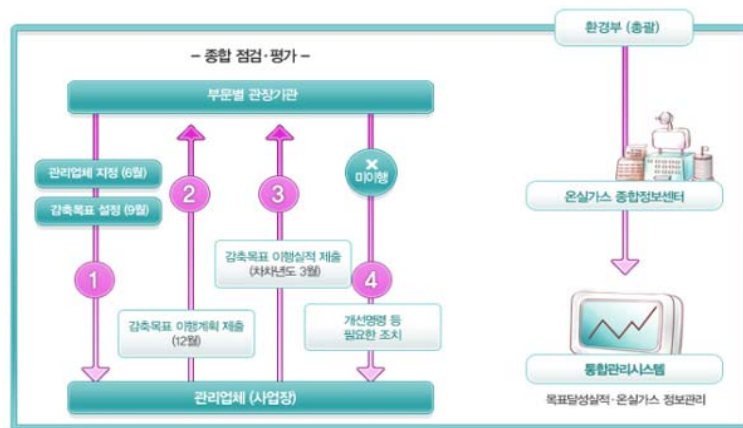 환경부 (총괄)
– 종합 점검·평가 –
부문별 관장기관
관리업체 지정 (6월)
감축목표 설정 (9월)
1
2
감축목표 이행계획 제출
(12월)
3
감축목표 이행실적 제출
(차차년도 3월)
×
미이행
4
개선명령 등
필요한 조치
관리업체 (사업장)
온실가스 종합정보센터
통합관리시스템
목표달성실적·온실가스 정보관리